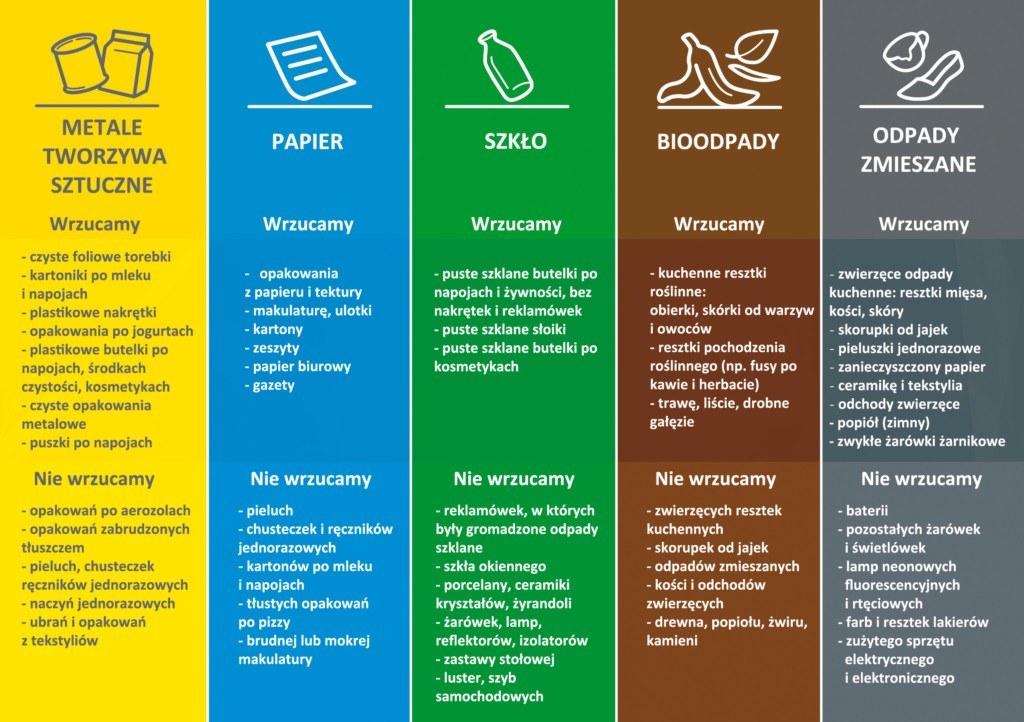 METALE
TWORZYWA
SZTUCZNE
Wrzucamy
- czyste foliowe torebki
- kartoniki po mleku
i napojach
- plastikowe nakrętki
- opakowania po jogurtach
- plastikowe butelki po
napojach, środkach
czystości, kosmetykach
- czyste opakowania
metalowe
- puszki po napojach
Nie wrzucamy
- opakowań po aerozolach
- opakowań zabrudzonych
tłuszczem
- pieluch, chusteczek
ręczników jednorazowych
- naczyń jednorazowych
- ubrań i opakowań
z tekstyliów
PAPIER
Wrzucamy
- opakowania
z papieru i tektury
- makulaturę, ulotki
- kartony
- zeszyty
- papier biurowy
- gazety
Nie wrzucamy
- pieluch
- chusteczek i ręczników
jednorazowych
- kartonów po mleku
i napojach
- tłustych opakowań
po pizzy
- brudnej lub mokrej
makulatury
SZKŁO
Wrzucamy
- puste szklane butelki po
napojach i żywności, bez
nakrętek i reklamówek
- puste szklane słoiki
- puste szklane butelki po
kosmetykach
Nie wrzucamy
- reklamówek, w których
były gromadzone odpady
szklane
- szkła okiennego
- porcelany, ceramiki
kryształów, żyrandoli
- żarówek, lamp,
reflektorów, izolatorów
- zastawy stołowej
- luster, szyb
samochodowych
BIOODPADY
Wrzucamy
- kuchenne resztki
roślinne:
obierki, skórki od warzyw
i owoców
- resztki pochodzenia
roślinnego (np. fusy po
kawie i herbacie)
- trawę, liście, drobne
gałęzie
Nie wrzucamy
- zwierzęcych resztek
kuchennych
- skorupek od jajek
- odpadów zmieszanych
- kości i odchodów
zwierzęcych
- drewna, popiołu, żwiru,
kamieni
ODPADY
ZMIESZANE
Wrzucamy
- zwierzęce odpady
kuchenne: resztki mięsa,
kości, skóry
- skorupki od jajek
- pieluszki jednorazowe
- zanieczyszczony papier
- ceramikę i tekstylia
- odchody zwierzęce
- popiół (zimny)
- zwykłe żarówki żarnikowe
Nie wrzucamy
- baterii
- pozostałych żarówek
i świetlówek
- lamp neonowych
fluorescencyjnych
i rtęciowych
- farb i resztek lakierów
- zużytego sprzętu
elektrycznego
i elektronicznego